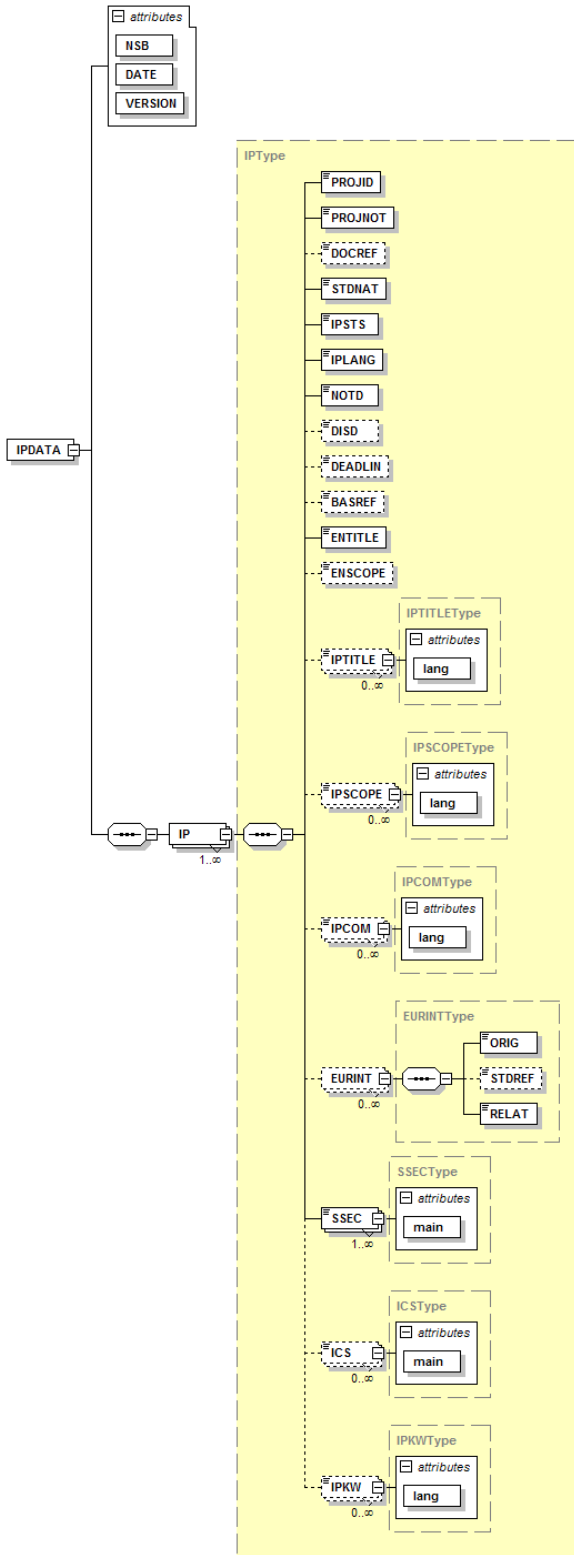 attributes
NSB
DATE
VERSION
IPType
PROJID
PROJNOT
DOCREF
STDNAT
IPSTS
IPLANG
NOTD
DISD
IPDATA
DEADLIN
BASREF
ENTITLE
ENSCOPE
IPTITLEType
attributes
IPTITLE
lang
0..∞
IPSCOPEType
attributes
IPSCOPE
lang
0..∞
IP
1..∞
IPCOMType
attributes
IPCOM
lang
0..∞
EURINTType
ORIG
EURINT
STDREF
0..∞
RELAT
SSECType
attributes
SSEC
main
1..∞
ICSType
attributes
ICS
main
0..∞
IPKWType
attributes
IPKW
lang
0..∞